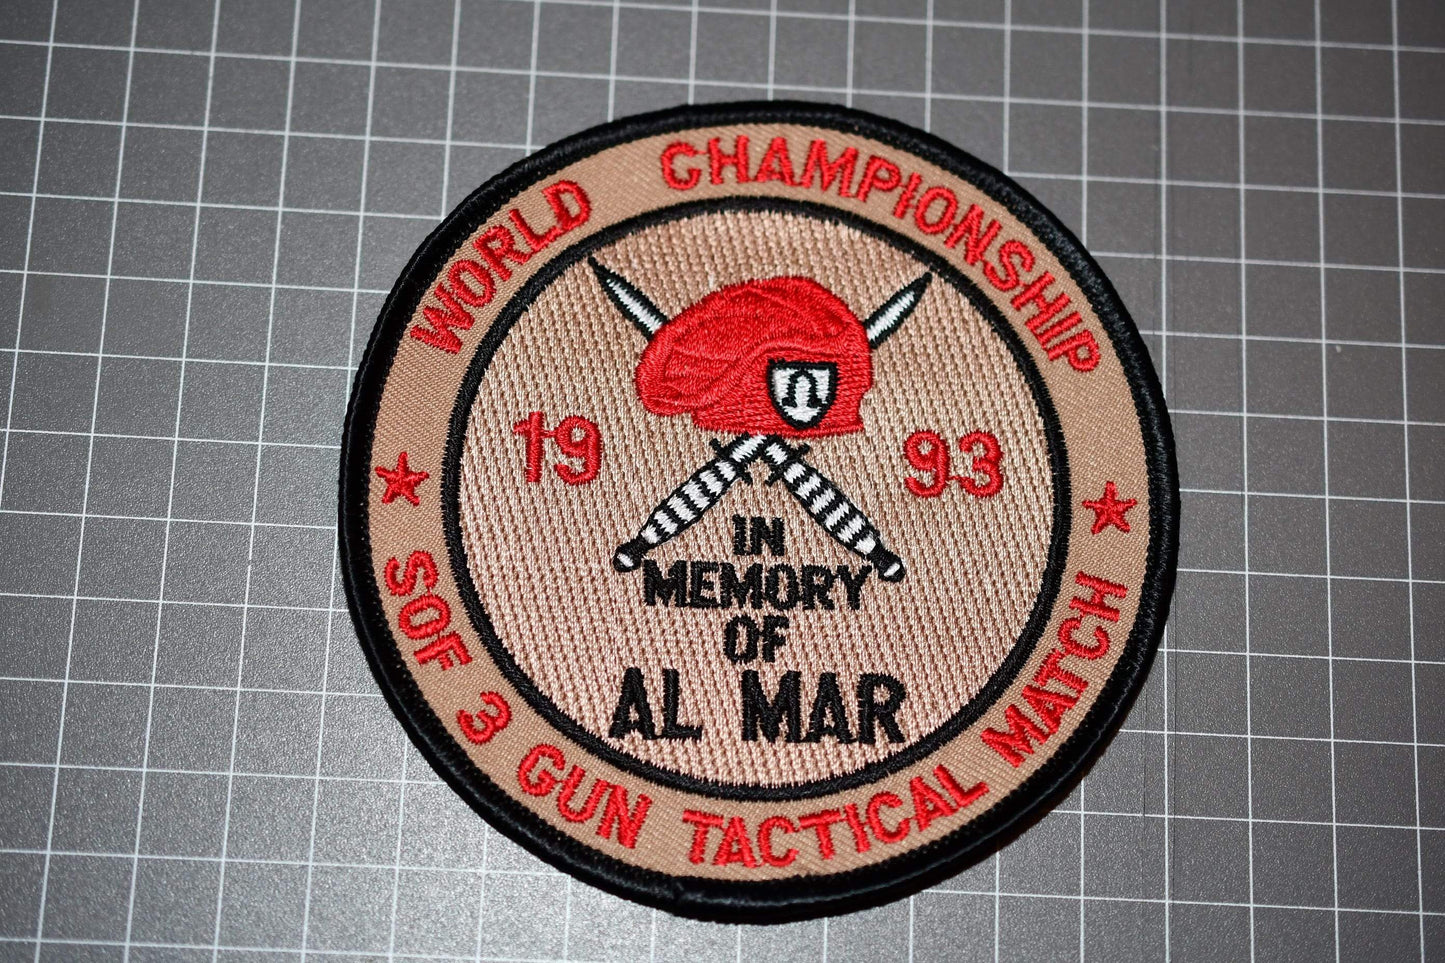 WORLD CHAMPIONSHIP
Ω
19 93
IN
MEMORY
OF
AL MAR
SOF 3 GUN TACTICAL MATCH